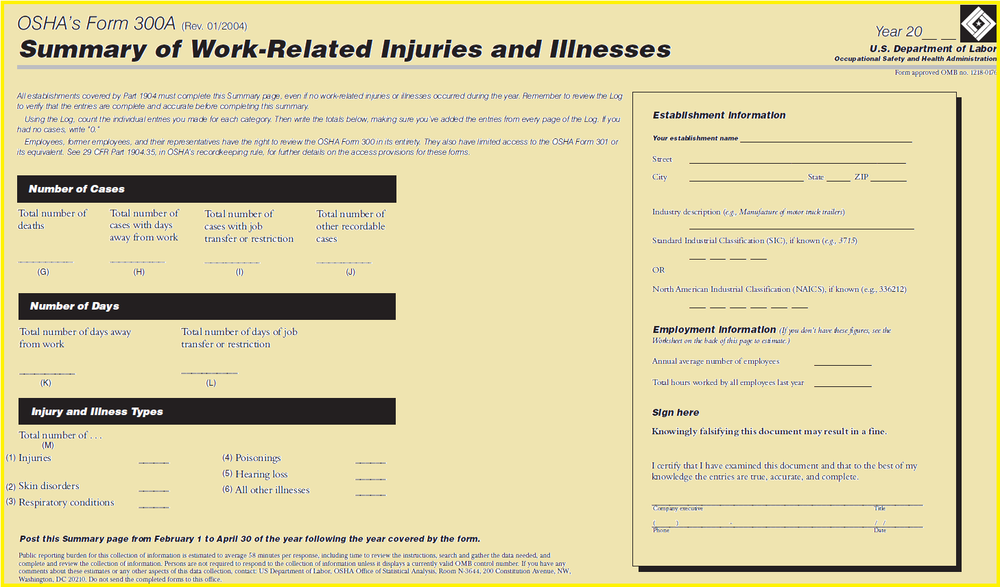 OSHA's Form 300A (Rev. 01/2004)
Summary of Work-Related Injuries and Illnesses
Year 20__ __
U.S. Department of Labor
Occupational Safety and Health Administration
Form approved OMB no. 1218-0176
All establishments covered by Part 1904 must complete this Summary page, even if no work-related injuries or illnesses occurred during the year. Remember to review the Log
to verify that the entries are complete and accurate before completing this summary.
Using the Log, count the individual entries you made for each category. Then write the totals below, making sure you've added the entries from every page of the Log. If you
had no cases, write "0."
Employees, former employees, and their representatives have the right to review the OSHA Form 300 in its entirety. They also have limited access to the OSHA Form 301 or
its equivalent. See 29 CFR Part 1904.35, in OSHA's recordkeeping rule, for further details on the access provisions for these forms.
Number of Cases
Total number of
deaths
(G)
Total number of
cases with days
away from work
(H)
Total number of
cases with job
transfer or restriction
(I)
Total number of
other recordable
cases
(J)
Number of Days
Total number of days away
from work
(K)
Total number of days of job
transfer or restriction
(L)
Injury and Illness Types
Total number of . . .
(M)
(1) Injuries
(2) Skin disorders
(3) Respiratory conditions
(4) Poisonings
(5) Hearing loss
(6) All other illnesses
Post this Summary page from February 1 to April 30 of the year following the year covered by the form.
Public reporting burden for this collection of information is estimated to average 58 minutes per response, including time to review the instructions, search and gather the data needed, and
complete and review the collection of information. Persons are not required to respond to the collection of information unless it displays a currently valid OMB control number. If you have any
comments about these estimates or any other aspects of this data collection, contact: US Department of Labor, OSHA Office of Statistical Analysis, Room N-3644, 200 Constitution Avenue, NW,
Washington, DC 20210. Do not send the completed forms to this office.
Establishment Information
Your establishment name
Street
City State ZIP
Industry description (e.g., Manufacture of motor truck trailers)
Standard Industrial Classification (SIC), if known (e.g., 3715)
OR
North American Industrial Classification (NAICS), if known (e.g., 336212)
Employment Information (If you don't have these figures, see the
Worksheet on the back of this page to estimate.)
Annual average number of employees
Total hours worked by all employees last year
Sign here
Knowingly falsifying this document may result in a fine.
I certify that I have examined this document and that to the best of my
knowledge the entries are true, accurate, and complete.
Company executive Title
( ) - / /
Phone Date